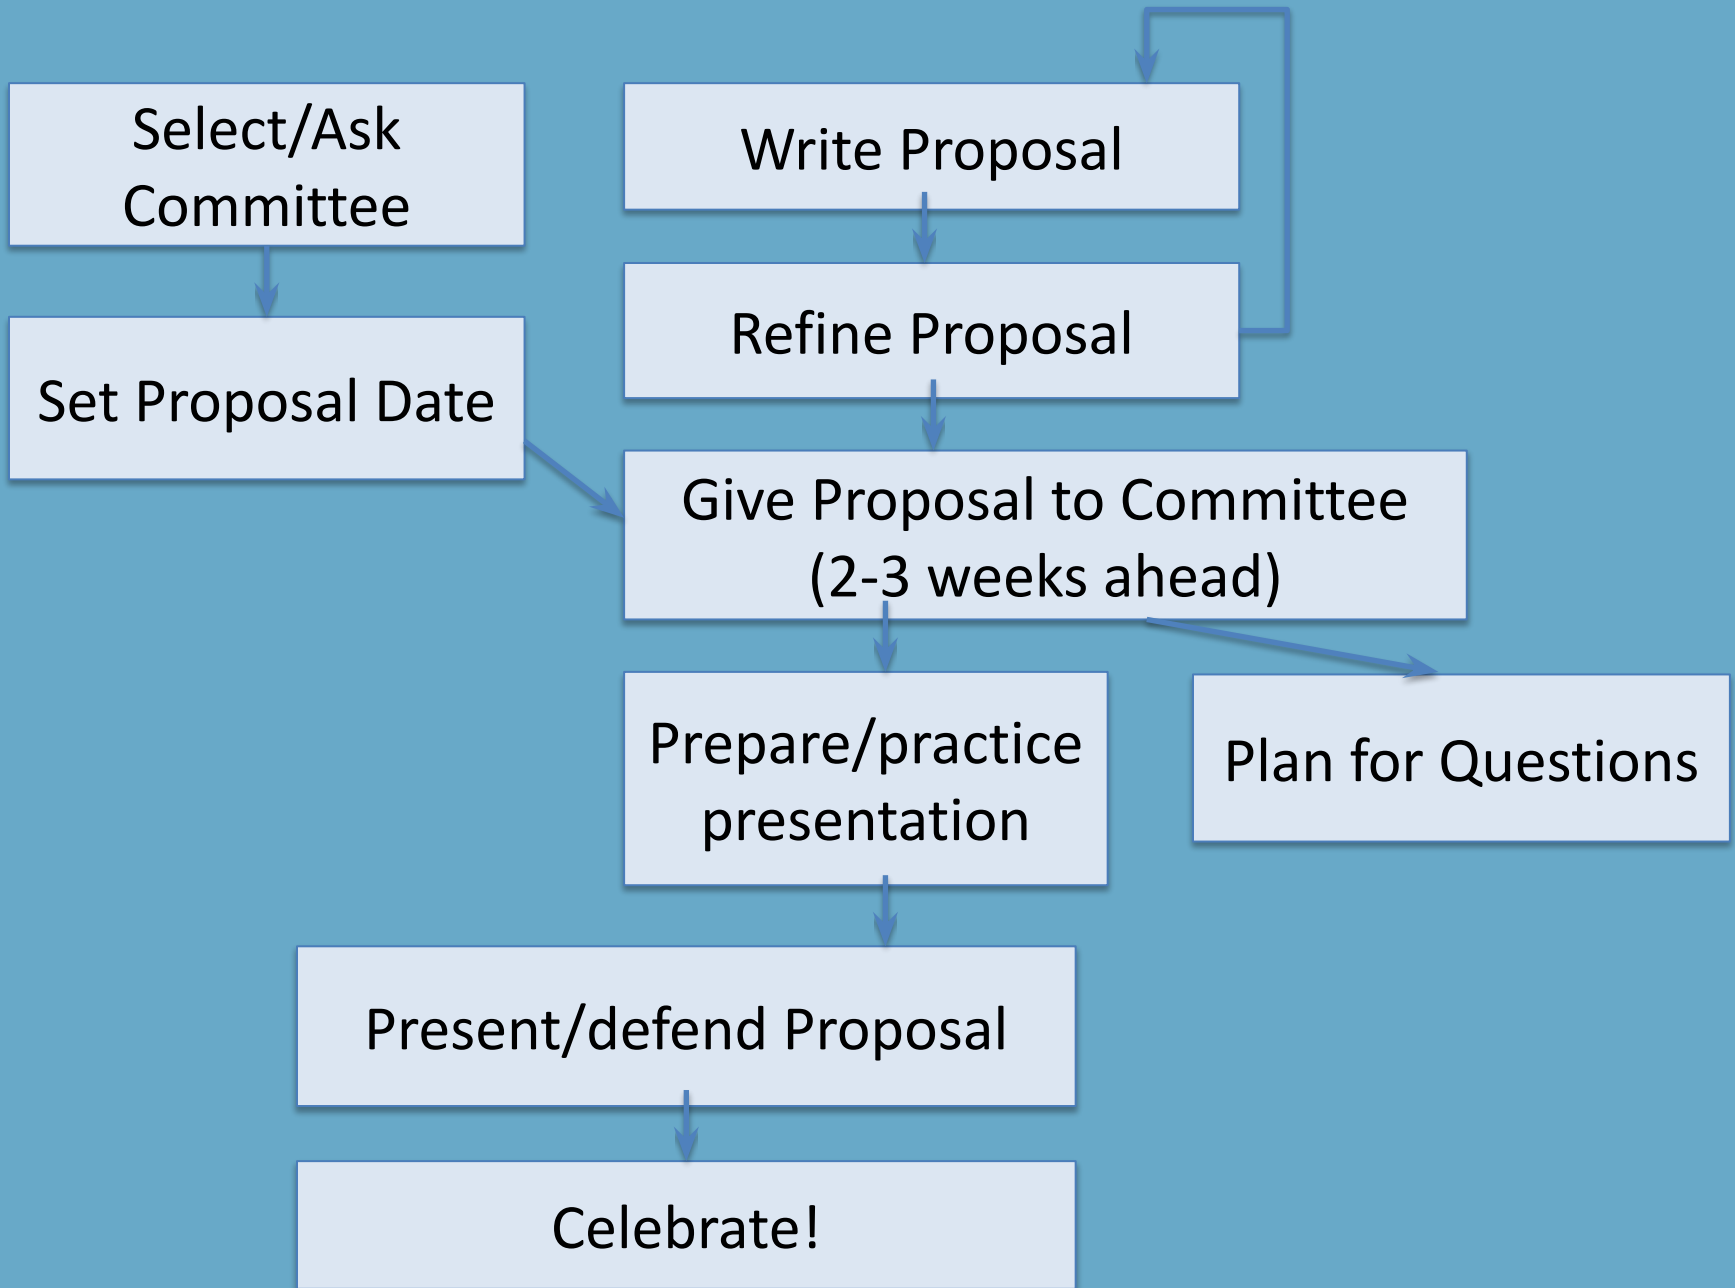 Select/Ask
Committee
Write Proposal
Refine Proposal
Set Proposal Date
Give Proposal to Committee
(2-3 weeks ahead)
Prepare/practice
presentation
Plan for Questions
Present/defend Proposal
Celebrate!